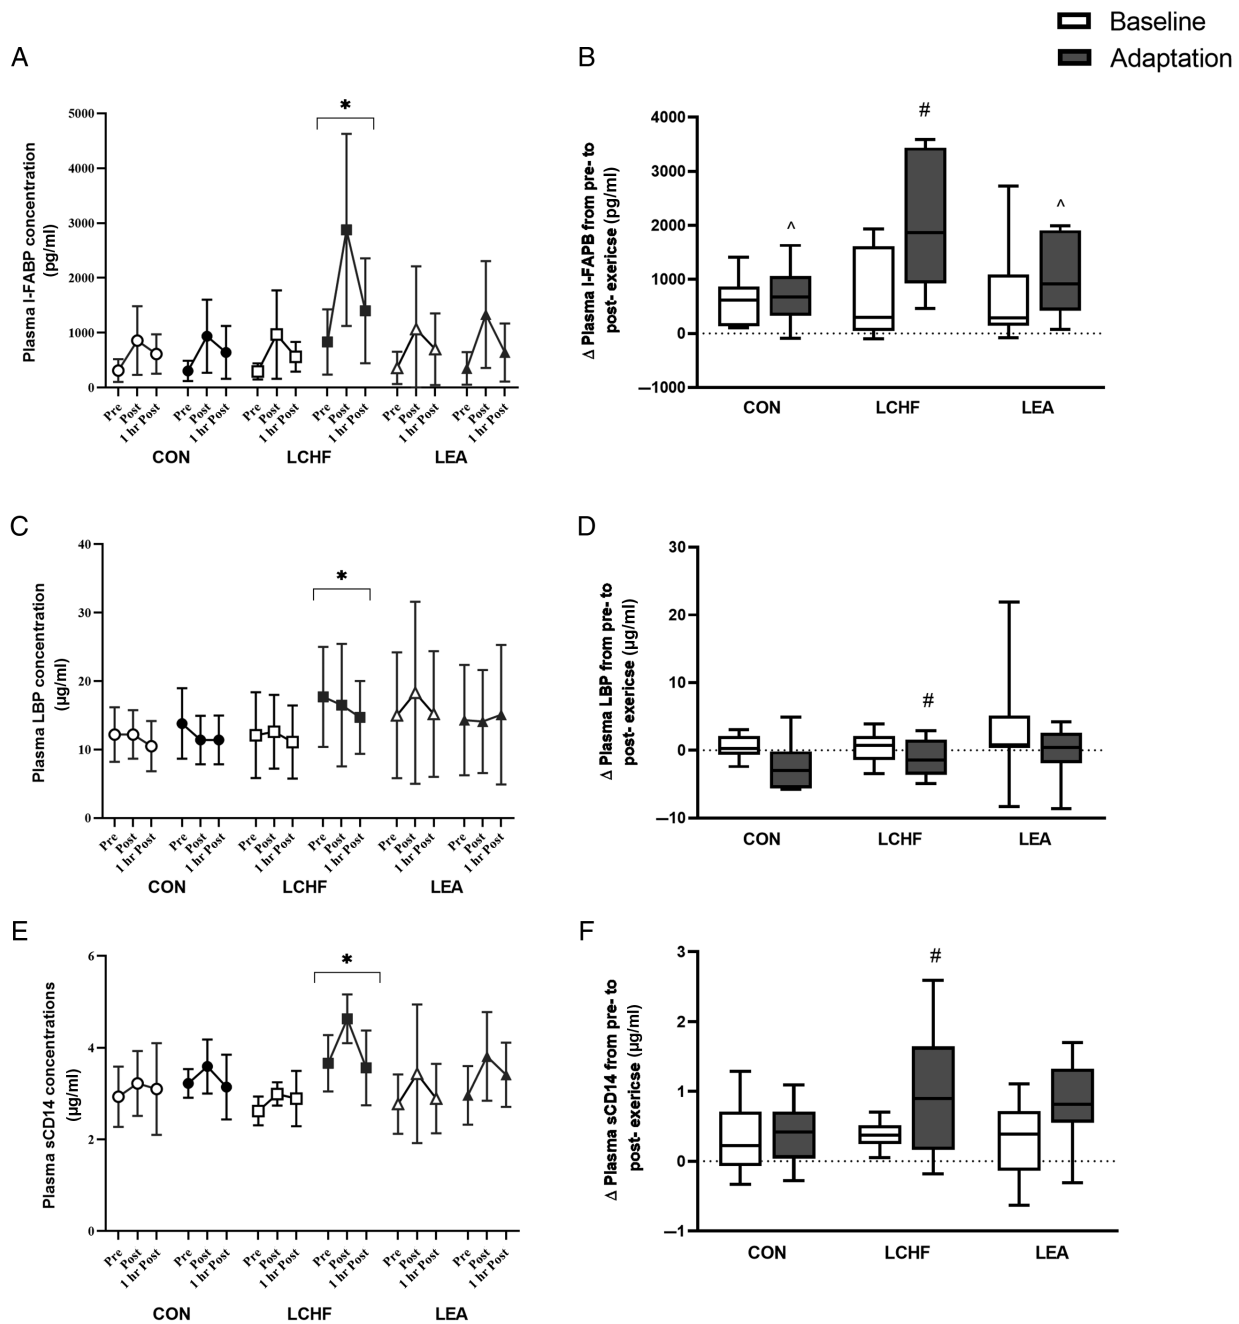 Baseline
Adaptation
A
Plasma I-FABP concentration
(pg/ml)
5000
4000
3000
2000
1000
0
*
Pre Post 1 hr Post Pre Post 1 hr Post Pre Post 1 hr Post Pre Post 1 hr Post Pre Post 1 hr Post Pre Post 1 hr Post
CON LCHF LEA
B
Δ Plasma I-FAPB from pre- to
post- exericse (pg/ml)
4000
3000
2000
1000
0
−1000
^ # ^
CON LCHF LEA
C
Plasma LBP concentration
(µg/ml)
40
30
20
10
0
*
Pre Post 1 hr Post Pre Post 1 hr Post Pre Post 1 hr Post Pre Post 1 hr Post Pre Post 1 hr Post Pre Post 1 hr Post
CON LCHF LEA
D
Δ Plasma LBP from pre- to
post- exericse (µg/ml)
30
20
10
0
−10
#
CON LCHF LEA
E
Plasma sCD14 concentrations
(µg/ml)
6
4
2
0
*
Pre Post 1 hr Post Pre Post 1 hr Post Pre Post 1 hr Post Pre Post 1 hr Post Pre Post 1 hr Post Pre Post 1 hr Post
CON LCHF LEA
F
Δ Plasma sCD14 from pre- to
post- exericse (µg/ml)
3
2
1
0
−1
#
CON LCHF LEA